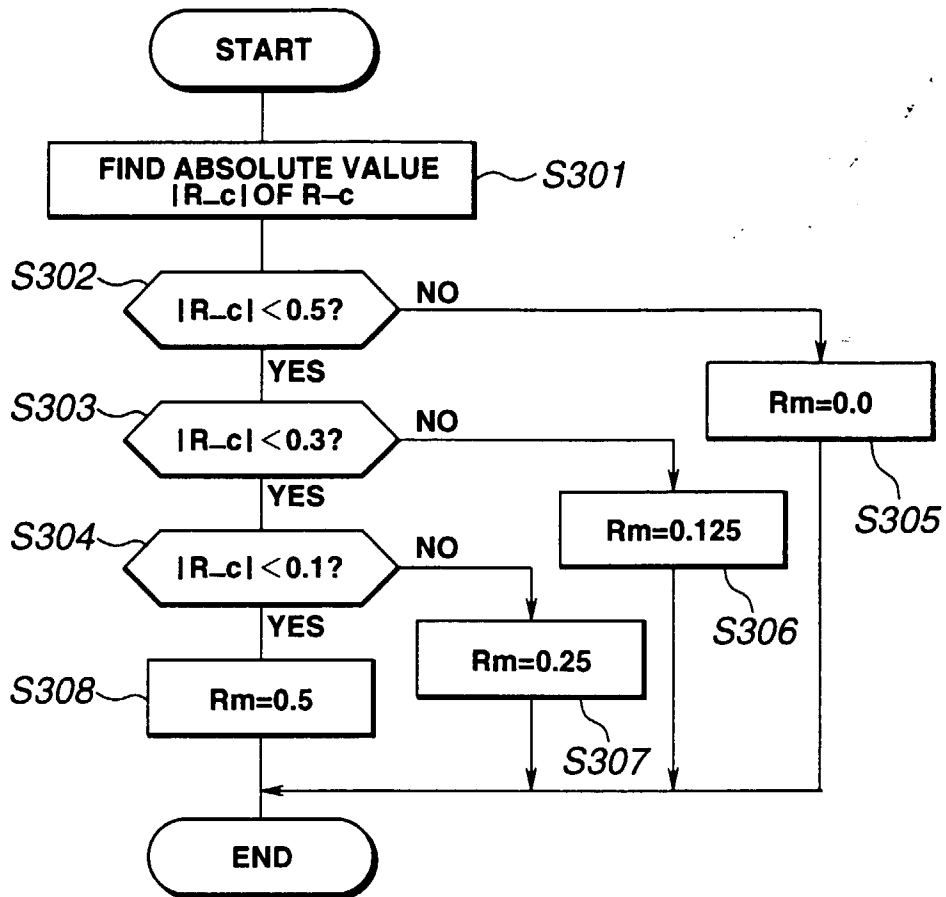 START
FIND ABSOLUTE VALUE
|R_c| OF R-c
S301
S302
|R_c| < 0.5?
NO
YES
Rm=0.0
S305
S303
|R_c| < 0.3?
NO
YES
Rm=0.125
S306
S304
|R_c| < 0.1?
NO
YES
Rm=0.25
S307
S308
Rm=0.5
END